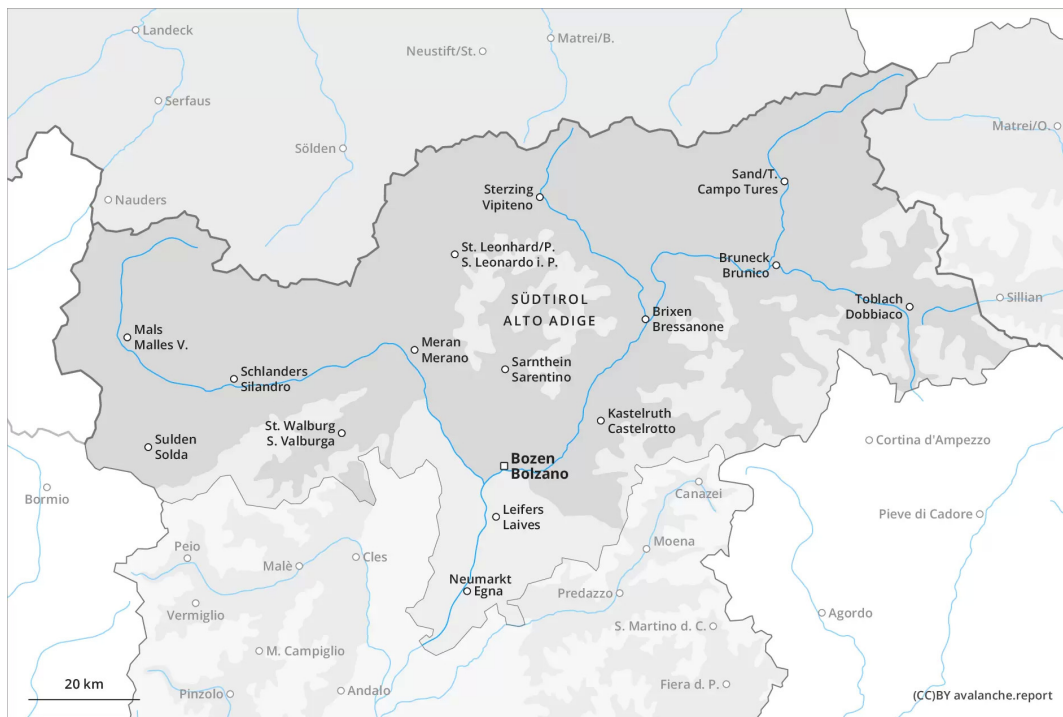 Landeck
Matrei/B.
Neustift/St.
Serfaus
Matrei/O.
Sölden
Sand/T.
Campo Tures
Sterzing
Vipiteno
Nauders
St. Leonhard/P.
S. Leonardo i. P.
Bruneck
Brunico
SÜDTIROL
ALTO ADIGE
Sillian
Toblach
Dobbiaco
Brixen
Bressanone
Mals
Malles V.
Meran
Merano
Sarnthein
Sarentino
Schlanders
Silandro
Kastelruth
Castelrotto
St. Walburg
S. Valburga
Sulden
Solda
Cortina d'Ampezzo
Bozen
Bolzano
Bormio
Canazei
Leifers
Laives
Pieve di Cadore
Moena
Peio
Cles
Malè
Neumarkt
Egna
Predazzo
Vermiglio
Agordo
S. Martino d. C.
M. Campiglio
20 km
Pinzolo
Andalo
Fiera d. P.
(CC)BY avalanche.report